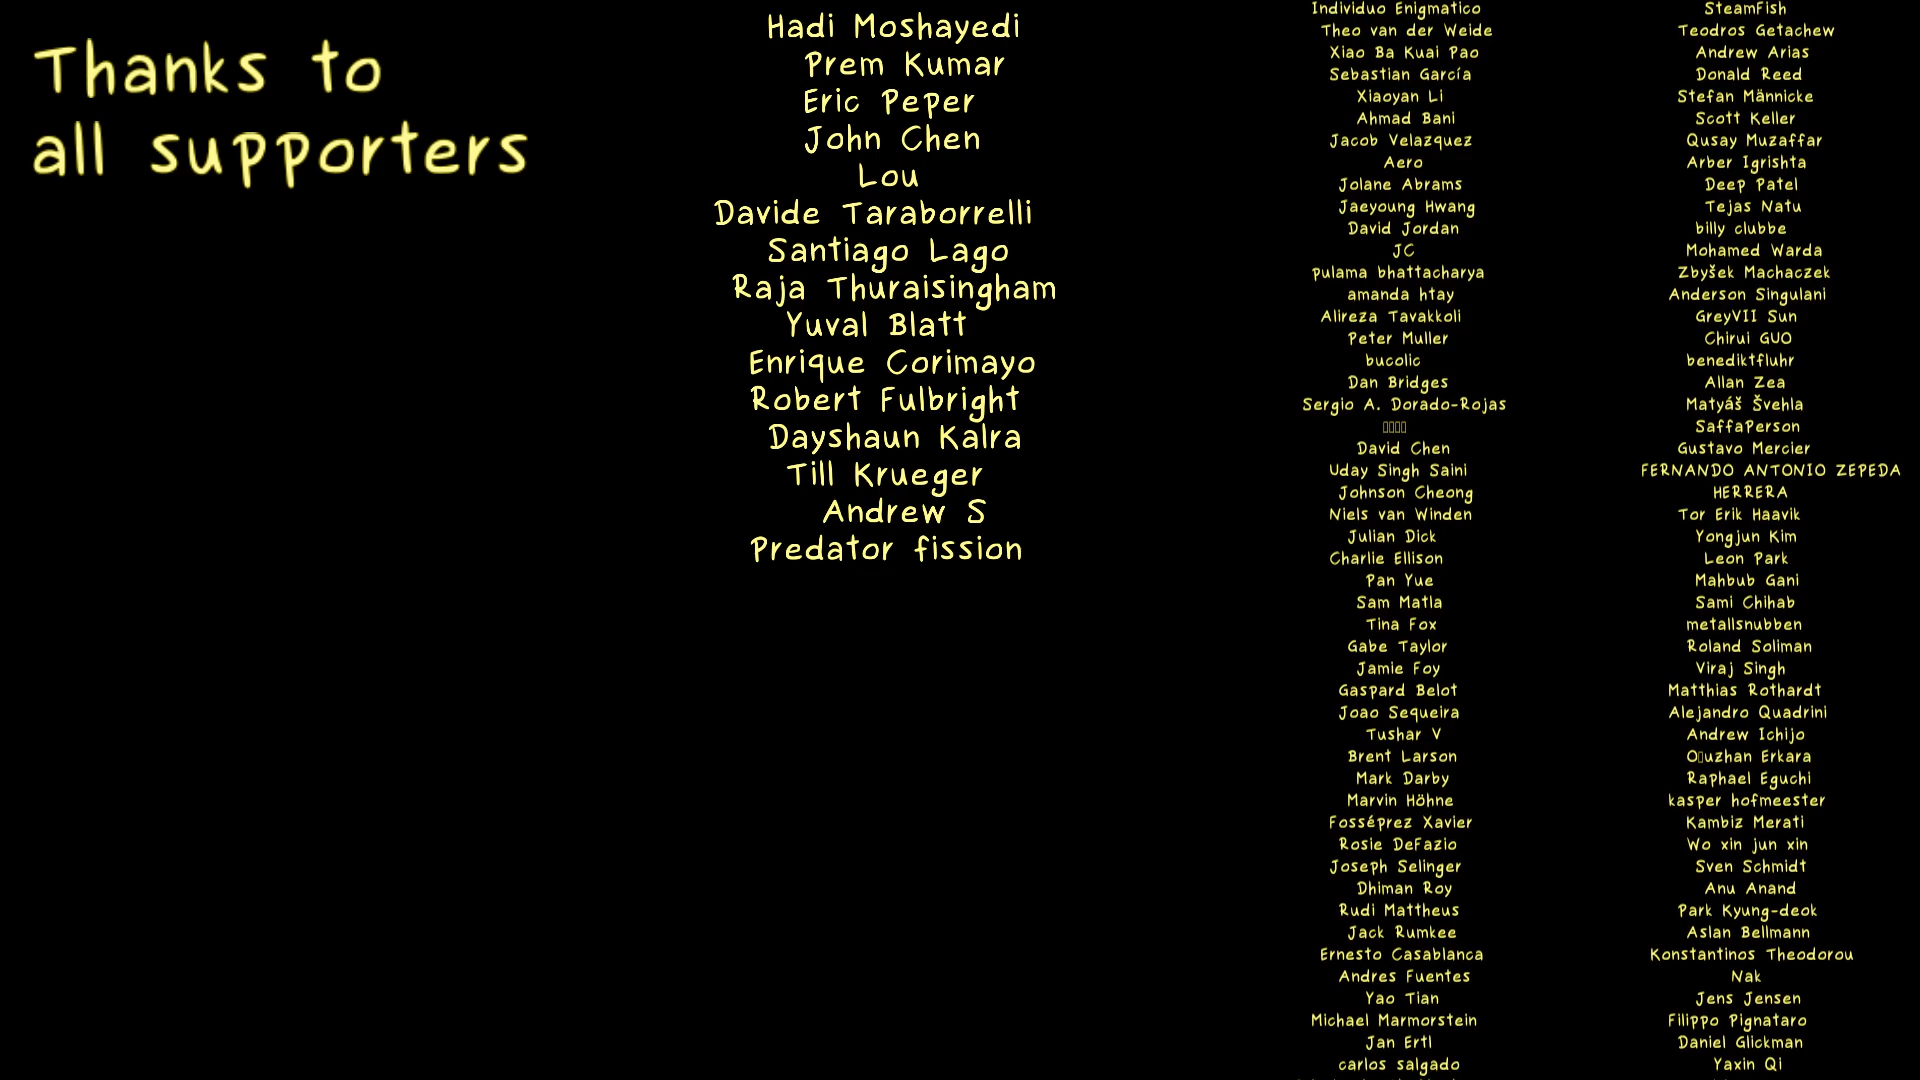 Thanks to
all supporters
Hadi Moshayedi
Prem Kumar
Eric Peper
John Chen
Lou
Davide Taraborrelli
Santiago Lago
Raja Thuraisingham
Yuval Blatt
Enrique Corimayo
Robert Fulbright
Dayshaun Kalra
Till Krueger
Andrew S
Predator fission
Individuo Enigmatico
Theo van der Weide
Xiao Ba Kuai Pao
Sebastian García
Xiaoyan Li
Ahmad Bani
Jacob Velazquez
Aero
Jolane Abrams
Jaeyoung Hwang
David Jordan
JC
pulama bhattacharya
amanda htay
Alireza Tavakkoli
Peter Muller
bucolic
Dan Bridges
Sergio A. Dorado-Rojas
David Chen
Uday Singh Saini
Johnson Cheong
Niels van Winden
Julian Dick
Charlie Ellison
Pan Yue
Sam Matla
Tina Fox
Gabe Taylor
Jamie Foy
Gaspard Belot
Joao Sequeira
Tushar V
Brent Larson
Mark Darby
Marvin Höhne
Fosséprez Xavier
Rosie DeFazio
Joseph Selinger
Dhiman Roy
Rudi Mattheus
Jack Rumkee
Ernesto Casablanca
Andres Fuentes
Yao Tian
Michael Marmorstein
Jan Ertl
carlos salgado
SteamFish
Teodros Getachew
Andrew Arias
Donald Reed
Stefan Männicke
Scott Keller
Qusay Muzaffar
Arber Igrishta
Deep Patel
Tejas Natu
billy clubbe
Mohamed Warda
Zbyšek Machaczek
Anderson Singulani
GreyVII Sun
Chirui GUO
benediktfluhr
Allan Zea
Matyáš Švehla
SaffaPerson
Gustavo Mercier
FERNANDO ANTONIO ZEPEDA
HERRERA
Tor Erik Haavik
Yongjun Kim
Leon Park
Mahbub Gani
Sami Chihab
metallsnubben
Roland Soliman
Viraj Singh
Matthias Rothardt
Alejandro Quadrini
Andrew Ichijo
Erkara
Raphael Eguchi
kasper hofmeester
Kambiz Merati
Wo xin jun xin
Sven Schmidt
Anu Anand
Park Kyung-deok
Aslan Bellmann
Konstantinos Theodorou
Nak
Jens Jensen
Filippo Pignataro
Daniel Glickman
Yaxin Qi